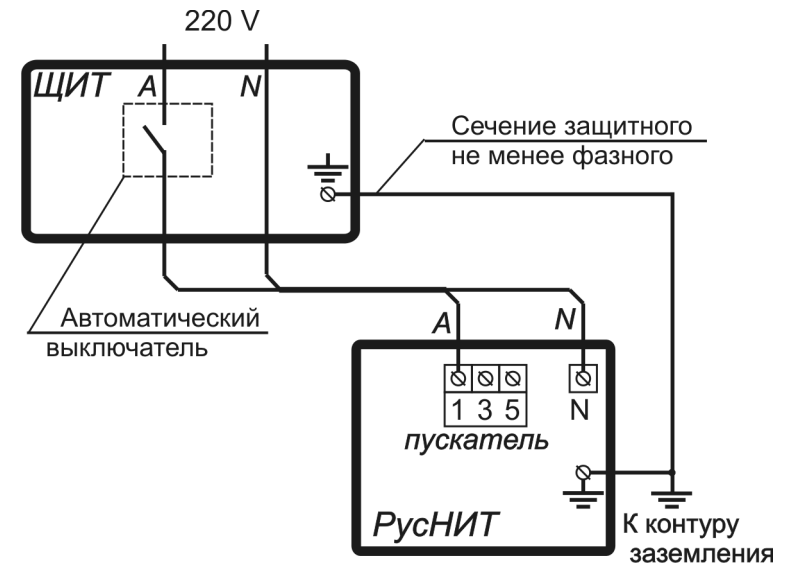 220 V
ЩИТ A N
Сечение защитного
не менее фазного
Автоматический
выключатель
A N
1 3 5 N
пускатель
РусНИТ
К контуру
заземления